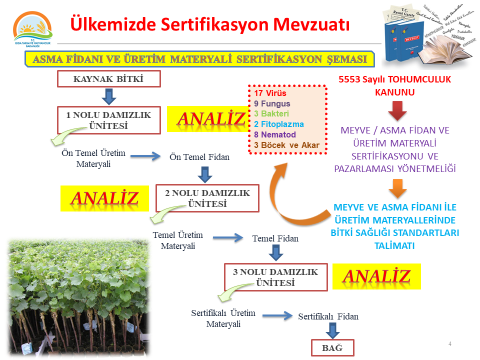 Ülkemizde Sertifikasyon Mevzuatı
ASMA FİDANI VE ÜRETİM MATERYALİ SERTİFİKASYON ŞEMASI
KAYNAK BİTKİ
1 NOLU DAMIZLIK
ÜNİTESİ
ANALİZ
17 Virüs
9 Fungus
3 Bakteri
2 Fitoplazma
8 Nematod
3 Böcek ve Akar
5553 Sayılı TOHUMCULUK
KANUNU
MEYVE / ASMA FİDAN VE
ÜRETİM MATERYALİ
SERTİFİKASYONU VE
PAZARLAMASI YÖNETMELİĞİ
MEYVE VE ASMA FİDANI İLE
ÜRETİM MATERYALLERİNDE
BİTKİ SAĞLIĞI STANDARTLARI
TALİMATI
Ön Temel Üretim
Materyali
Ön Temel Fidan
ANALİZ
2 NOLU DAMIZLIK
ÜNİTESİ
Temel Üretim
Materyali
Temel Fidan
3 NOLU DAMIZLIK
ÜNİTESİ
ANALİZ
Sertifikalı Üretim
Materyali
Sertifikalı Fidan
BAĞ
4